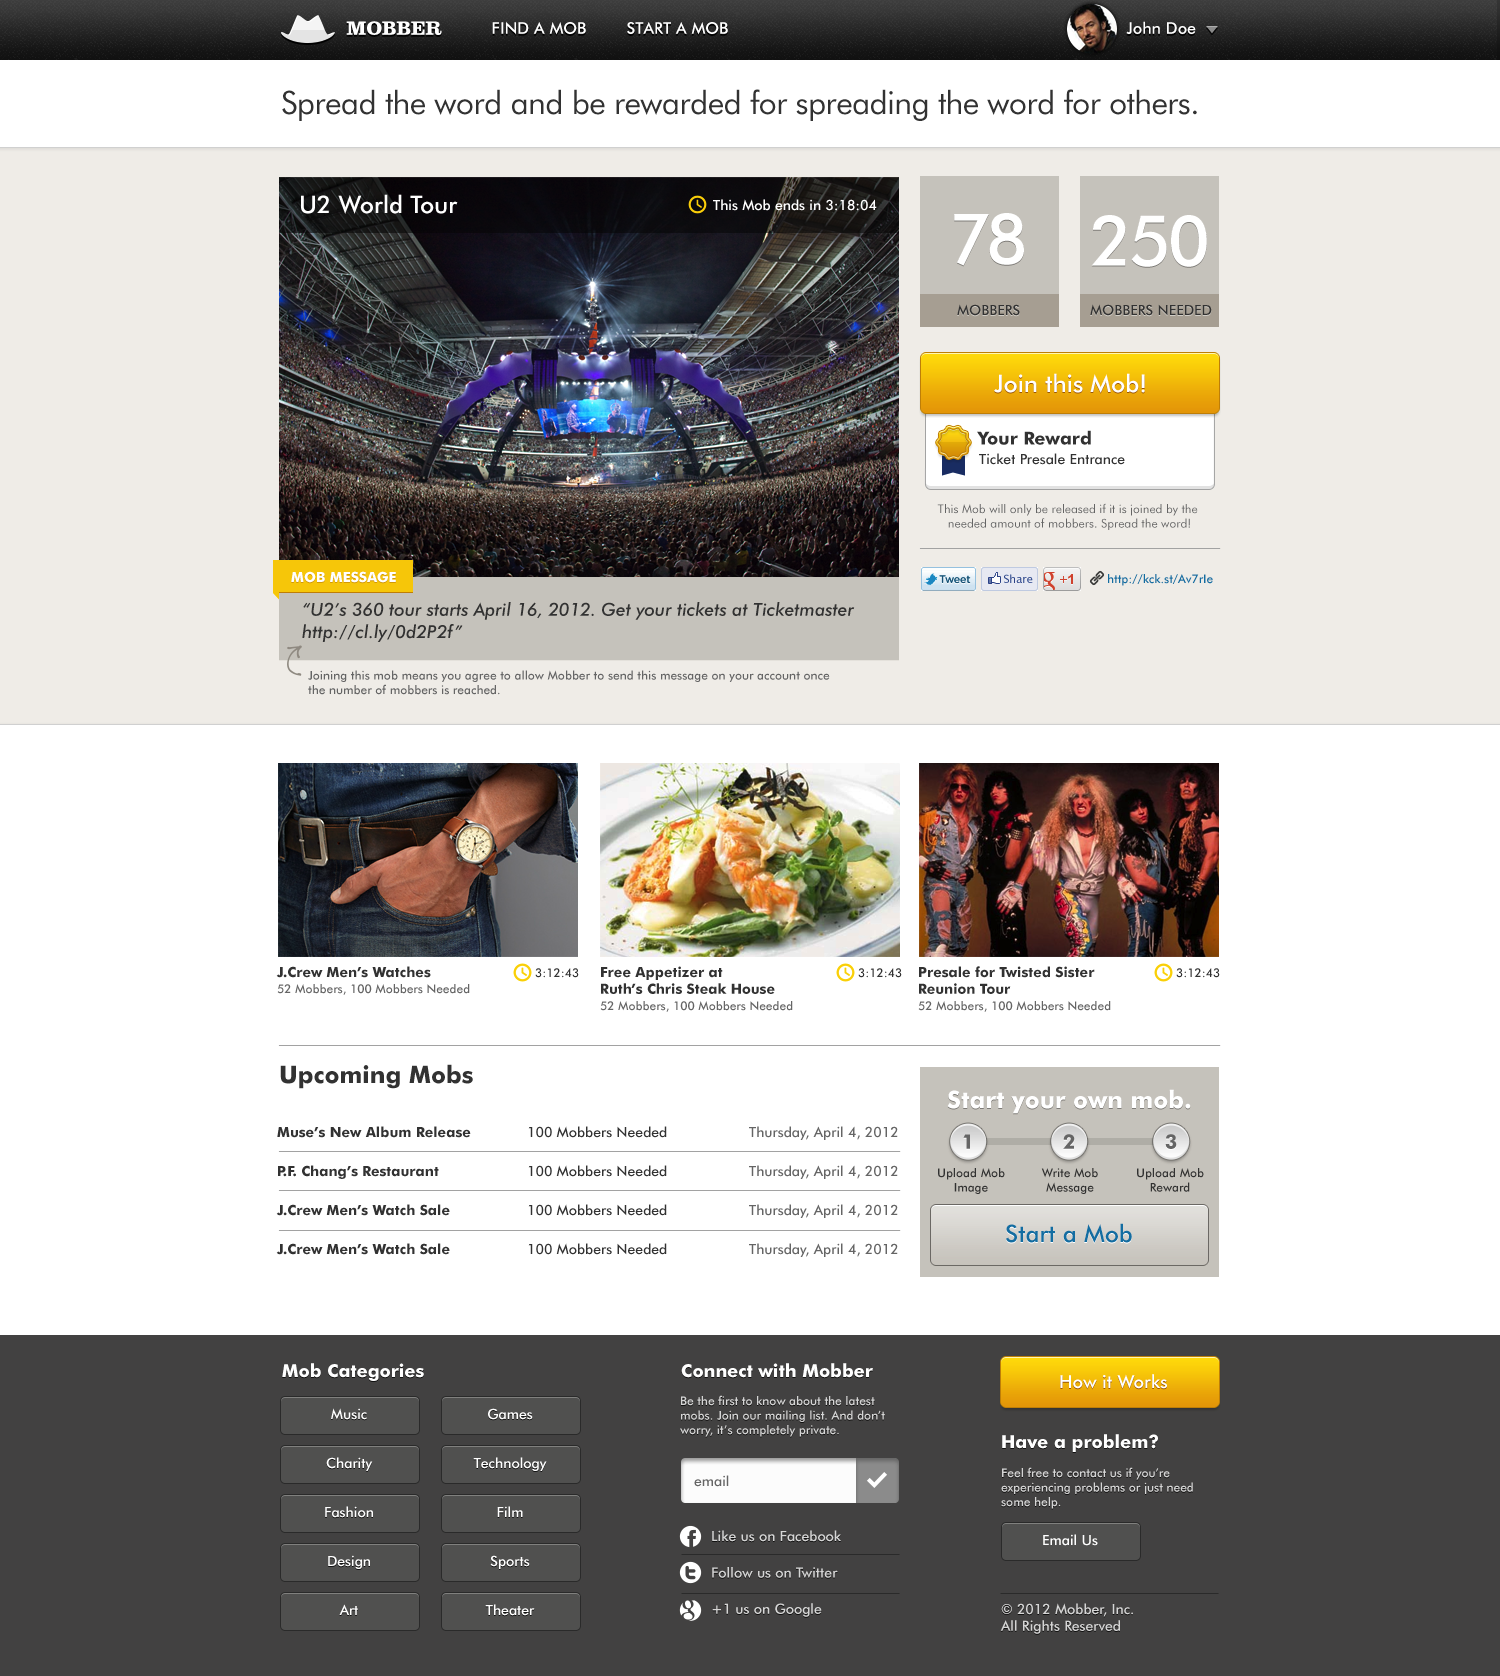 MOBBER
FIND A MOB
START A MOB
John Doe
Spread the word and be rewarded for spreading the word for others.
U2 World Tour
This Mob ends in 3:18:04
78
MOBBERS
250
MOBBERS NEEDED
Join this Mob!
Your Reward
Ticket Presale Entrance
This Mob will only be released if it is joined by the
needed amount of mobbers. Spread the word!
Tweet
Share
+1
http://kck.st/Av7rIe
MOB MESSAGE
“U2’s 360 tour starts April 16, 2012. Get your tickets at Ticketmaster
http://cl.ly/0d2P2f”
Joining this mob means you agree to allow Mobber to send this message on your account once
the number of mobbers is reached.
J.Crew Men’s Watches
3:12:43
52 Mobbers, 100 Mobbers Needed
Free Appetizer at
Ruth’s Chris Steak House
3:12:43
52 Mobbers, 100 Mobbers Needed
Presale for Twisted Sister
Reunion Tour
3:12:43
52 Mobbers, 100 Mobbers Needed
Upcoming Mobs
Muse’s New Album Release 100 Mobbers Needed Thursday, April 4, 2012
P.F. Chang’s Restaurant 100 Mobbers Needed Thursday, April 4, 2012
J.Crew Men’s Watch Sale 100 Mobbers Needed Thursday, April 4, 2012
J.Crew Men’s Watch Sale 100 Mobbers Needed Thursday, April 4, 2012
Start your own mob.
1
2
3
Upload Mob
Image
Write Mob
Message
Upload Mob
Reward
Start a Mob
Mob Categories
Music
Games
Charity
Technology
Fashion
Film
Design
Sports
Art
Theater
Connect with Mobber
Be the first to know about the latest
mobs. Join our mailing list. And don’t
worry, it’s completely private.
email
Like us on Facebook
Follow us on Twitter
+1 us on Google
How it Works
Have a problem?
Feel free to contact us if you’re
experiencing problems or just need
some help.
Email Us
© 2012 Mobber, Inc.
All Rights Reserved